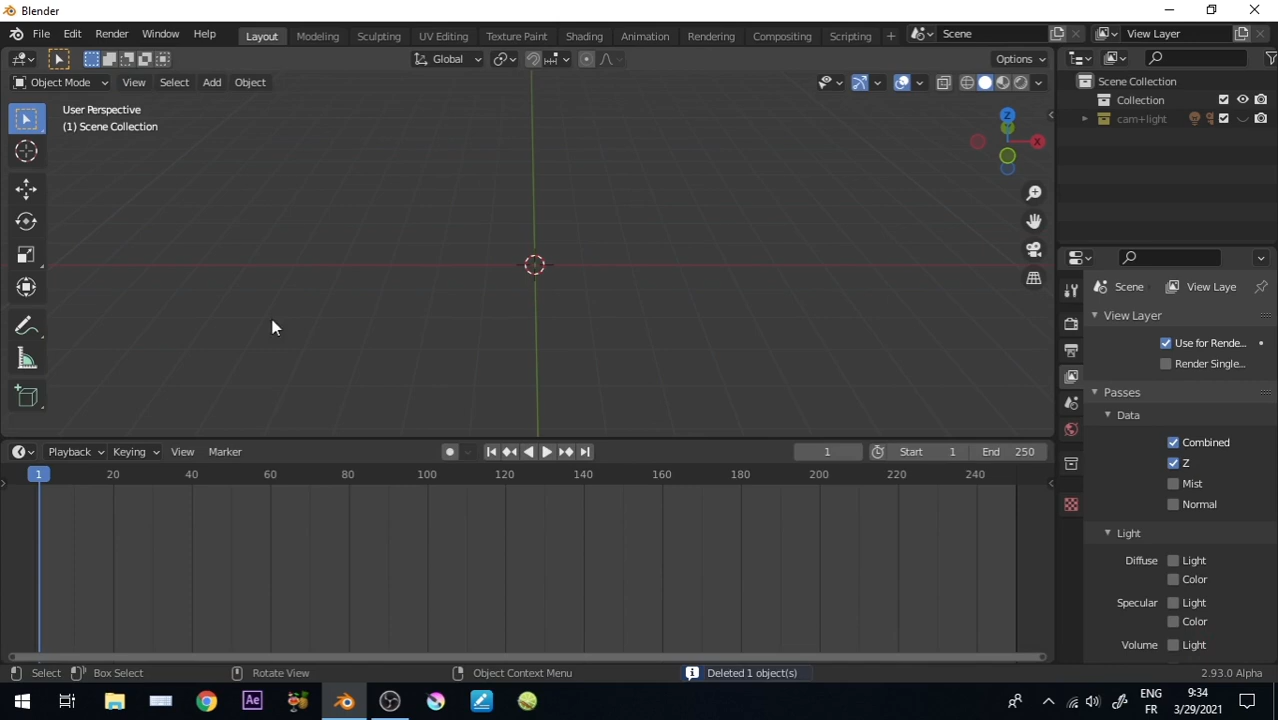 Blender
File Edit Render Window Help Layout Modeling Sculpting UV Editing Texture Paint Shading Animation Rendering Compositing Scripting + Scene View Layer
Global Options
Object Mode View Select Add Object
User Perspective
(1) Scene Collection
Z
X
Scene Collection
Collection
cam+light
Scene View Laye
View Layer
Use for Rende...
Render Single...
Passes
Data
Combined
Z
Mist
Normal
Light
Diffuse Light
Color
Specular Light
Color
Volume Light
Playback Keying View Marker 1 Start 1 End 250
1 20 40 60 80 100 120 140 160 180 200 220 240
Select Box Select Rotate View Object Context Menu Deleted 1 object(s) 2.93.0 Alpha
Ae
ENG 9:34
FR 3/29/2021